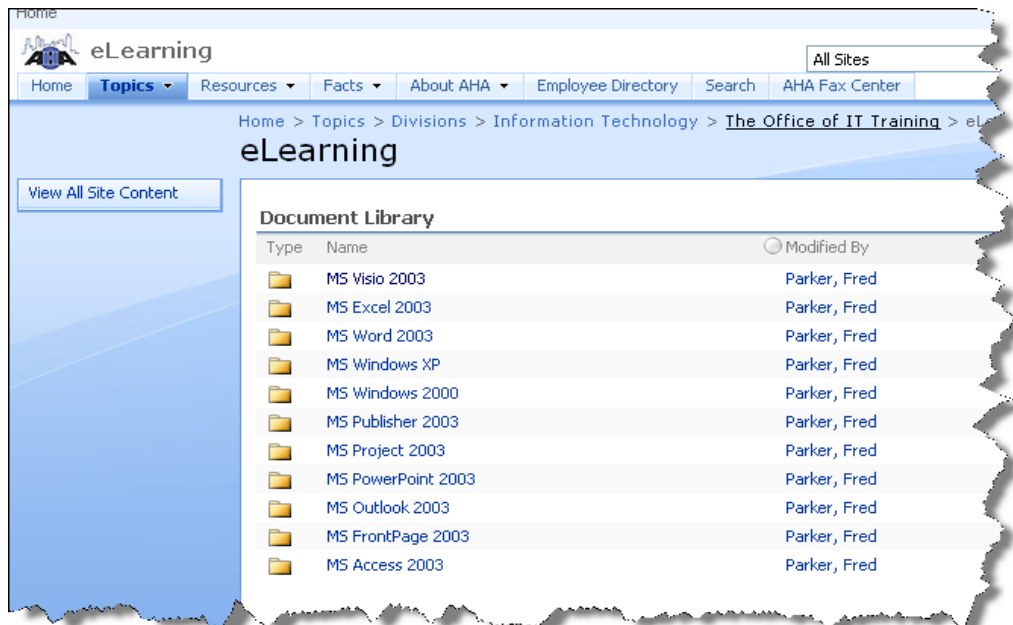 Home
AHA eLearning
All Sites
Home Topics Resources Facts About AHA Employee Directory Search AHA Fax Center
Home > Topics > Divisions > Information Technology > The Office of IT Training >
eLearning
View All Site Content
Document Library
Type Name Modified By
MS Visio 2003 Parker, Fred
MS Excel 2003 Parker, Fred
MS Word 2003 Parker, Fred
MS Windows XP Parker, Fred
MS Windows 2000 Parker, Fred
MS Publisher 2003 Parker, Fred
MS Project 2003 Parker, Fred
MS PowerPoint 2003 Parker, Fred
MS Outlook 2003 Parker, Fred
MS FrontPage 2003 Parker, Fred
MS Access 2003 Parker, Fred